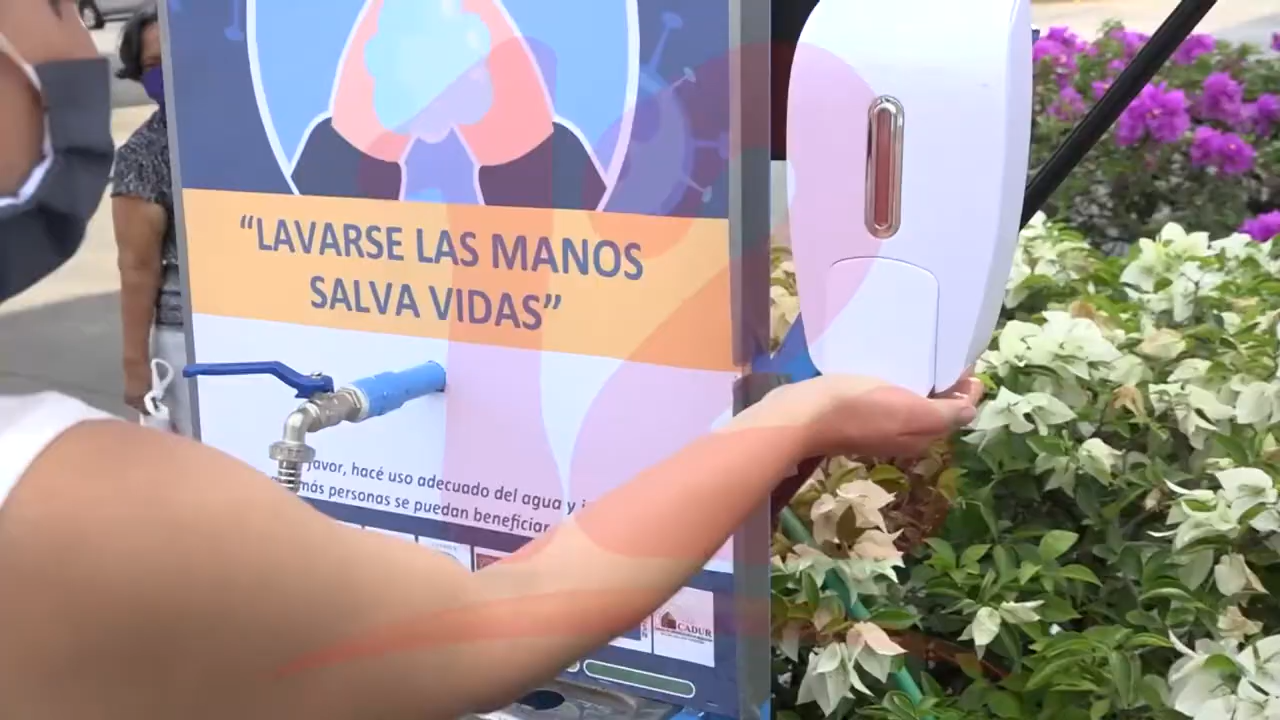 “LAVARSE LAS MANOS
SALVA VIDAS”
favor, hacé uso adecuado del agua y
más personas se puedan beneficiar
CADUR